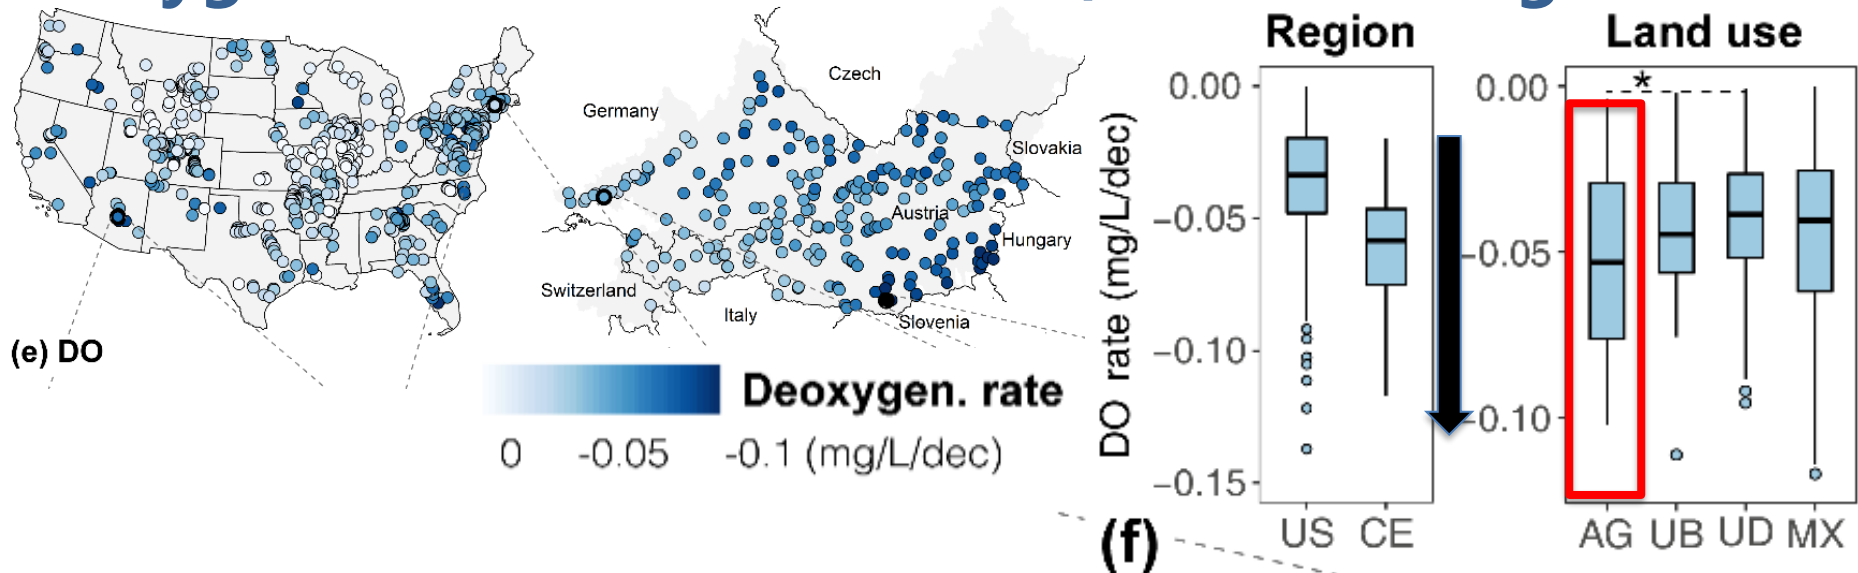 Czech
Germany
Slovakia
Austria
Hungary
Switzerland
Italy
Slovenia
(e) DO
Deoxygen. rate
0 -0.05 -0.1 (mg/L/dec)
Region
Land use
DO rate (mg/L/dec)
0.00
−0.05
−0.10
−0.15
US CE
*
0.00
−0.05
−0.10
AG UB UD MX
(f)